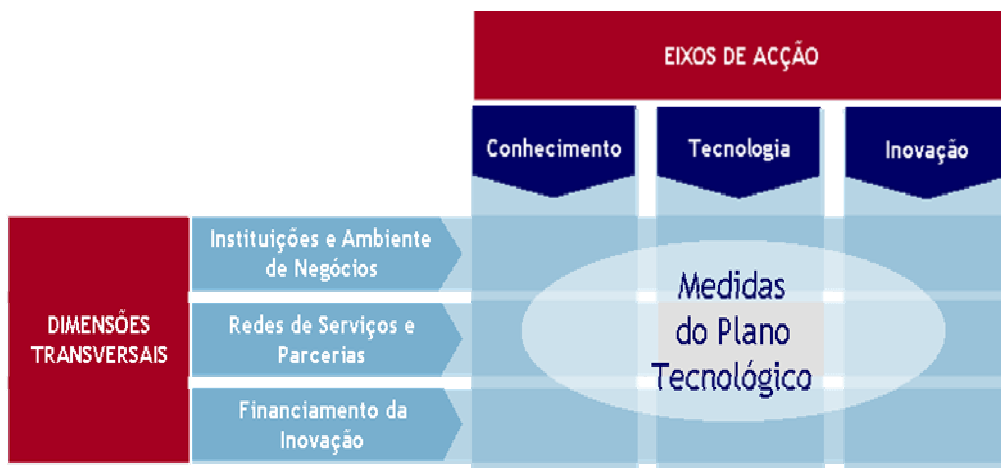 EIXOS DE ACÇÃO
Conhecimento
Tecnologia
Inovação
DIMENSÕES
TRANSVERSAIS
Instituições e Ambiente
de Negócios
Redes de Serviços e
Parcerias
Financiamento da
Inovação
Medidas
do Plano
Tecnológico